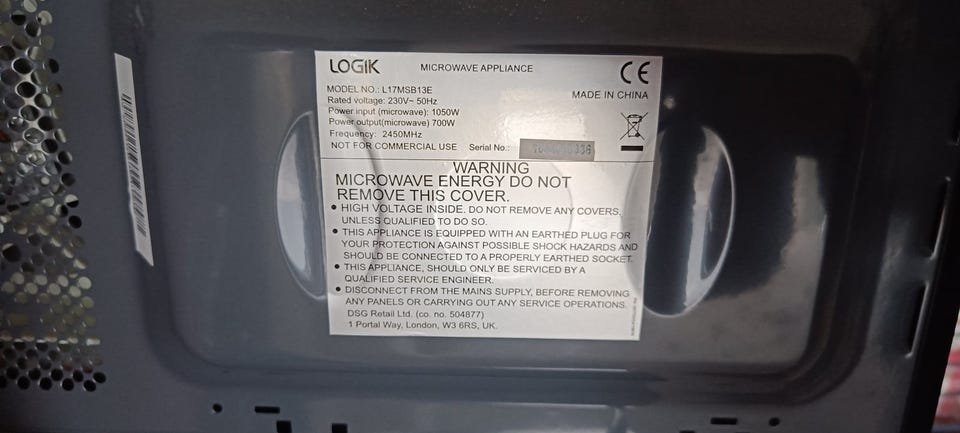 LOGIK
MICROWAVE APPLIANCE
CE
MODEL NO.: L17MSB13E
MADE IN CHINA
Rated voltage: 230V~ 50Hz
Power input (microwave): 1050W
Power output(microwave) 700W
Frequency: 2450MHz
NOT FOR COMMERCIAL USE Serial No.:
WARNING
MICROWAVE ENERGY DO NOT
REMOVE THIS COVER.
• HIGH VOLTAGE INSIDE. DO NOT REMOVE ANY COVERS,
UNLESS QUALIFIED TO DO SO.
• THIS APPLIANCE IS EQUIPPED WITH AN EARTHED PLUG FOR
YOUR PROTECTION AGAINST POSSIBLE SHOCK HAZARDS AND
SHOULD BE CONNECTED TO A PROPERLY EARTHED SOCKET.
• THIS APPLIANCE, SHOULD ONLY BE SERVICED BY A
QUALIFIED SERVICE ENGINEER.
• DISCONNECT FROM THE MAINS SUPPLY, BEFORE REMOVING
ANY PANELS OR CARRYING OUT ANY SERVICE OPERATIONS.
DSG Retail Ltd. (co. no. 504877)
1 Portal Way, London, W3 6RS, UK.